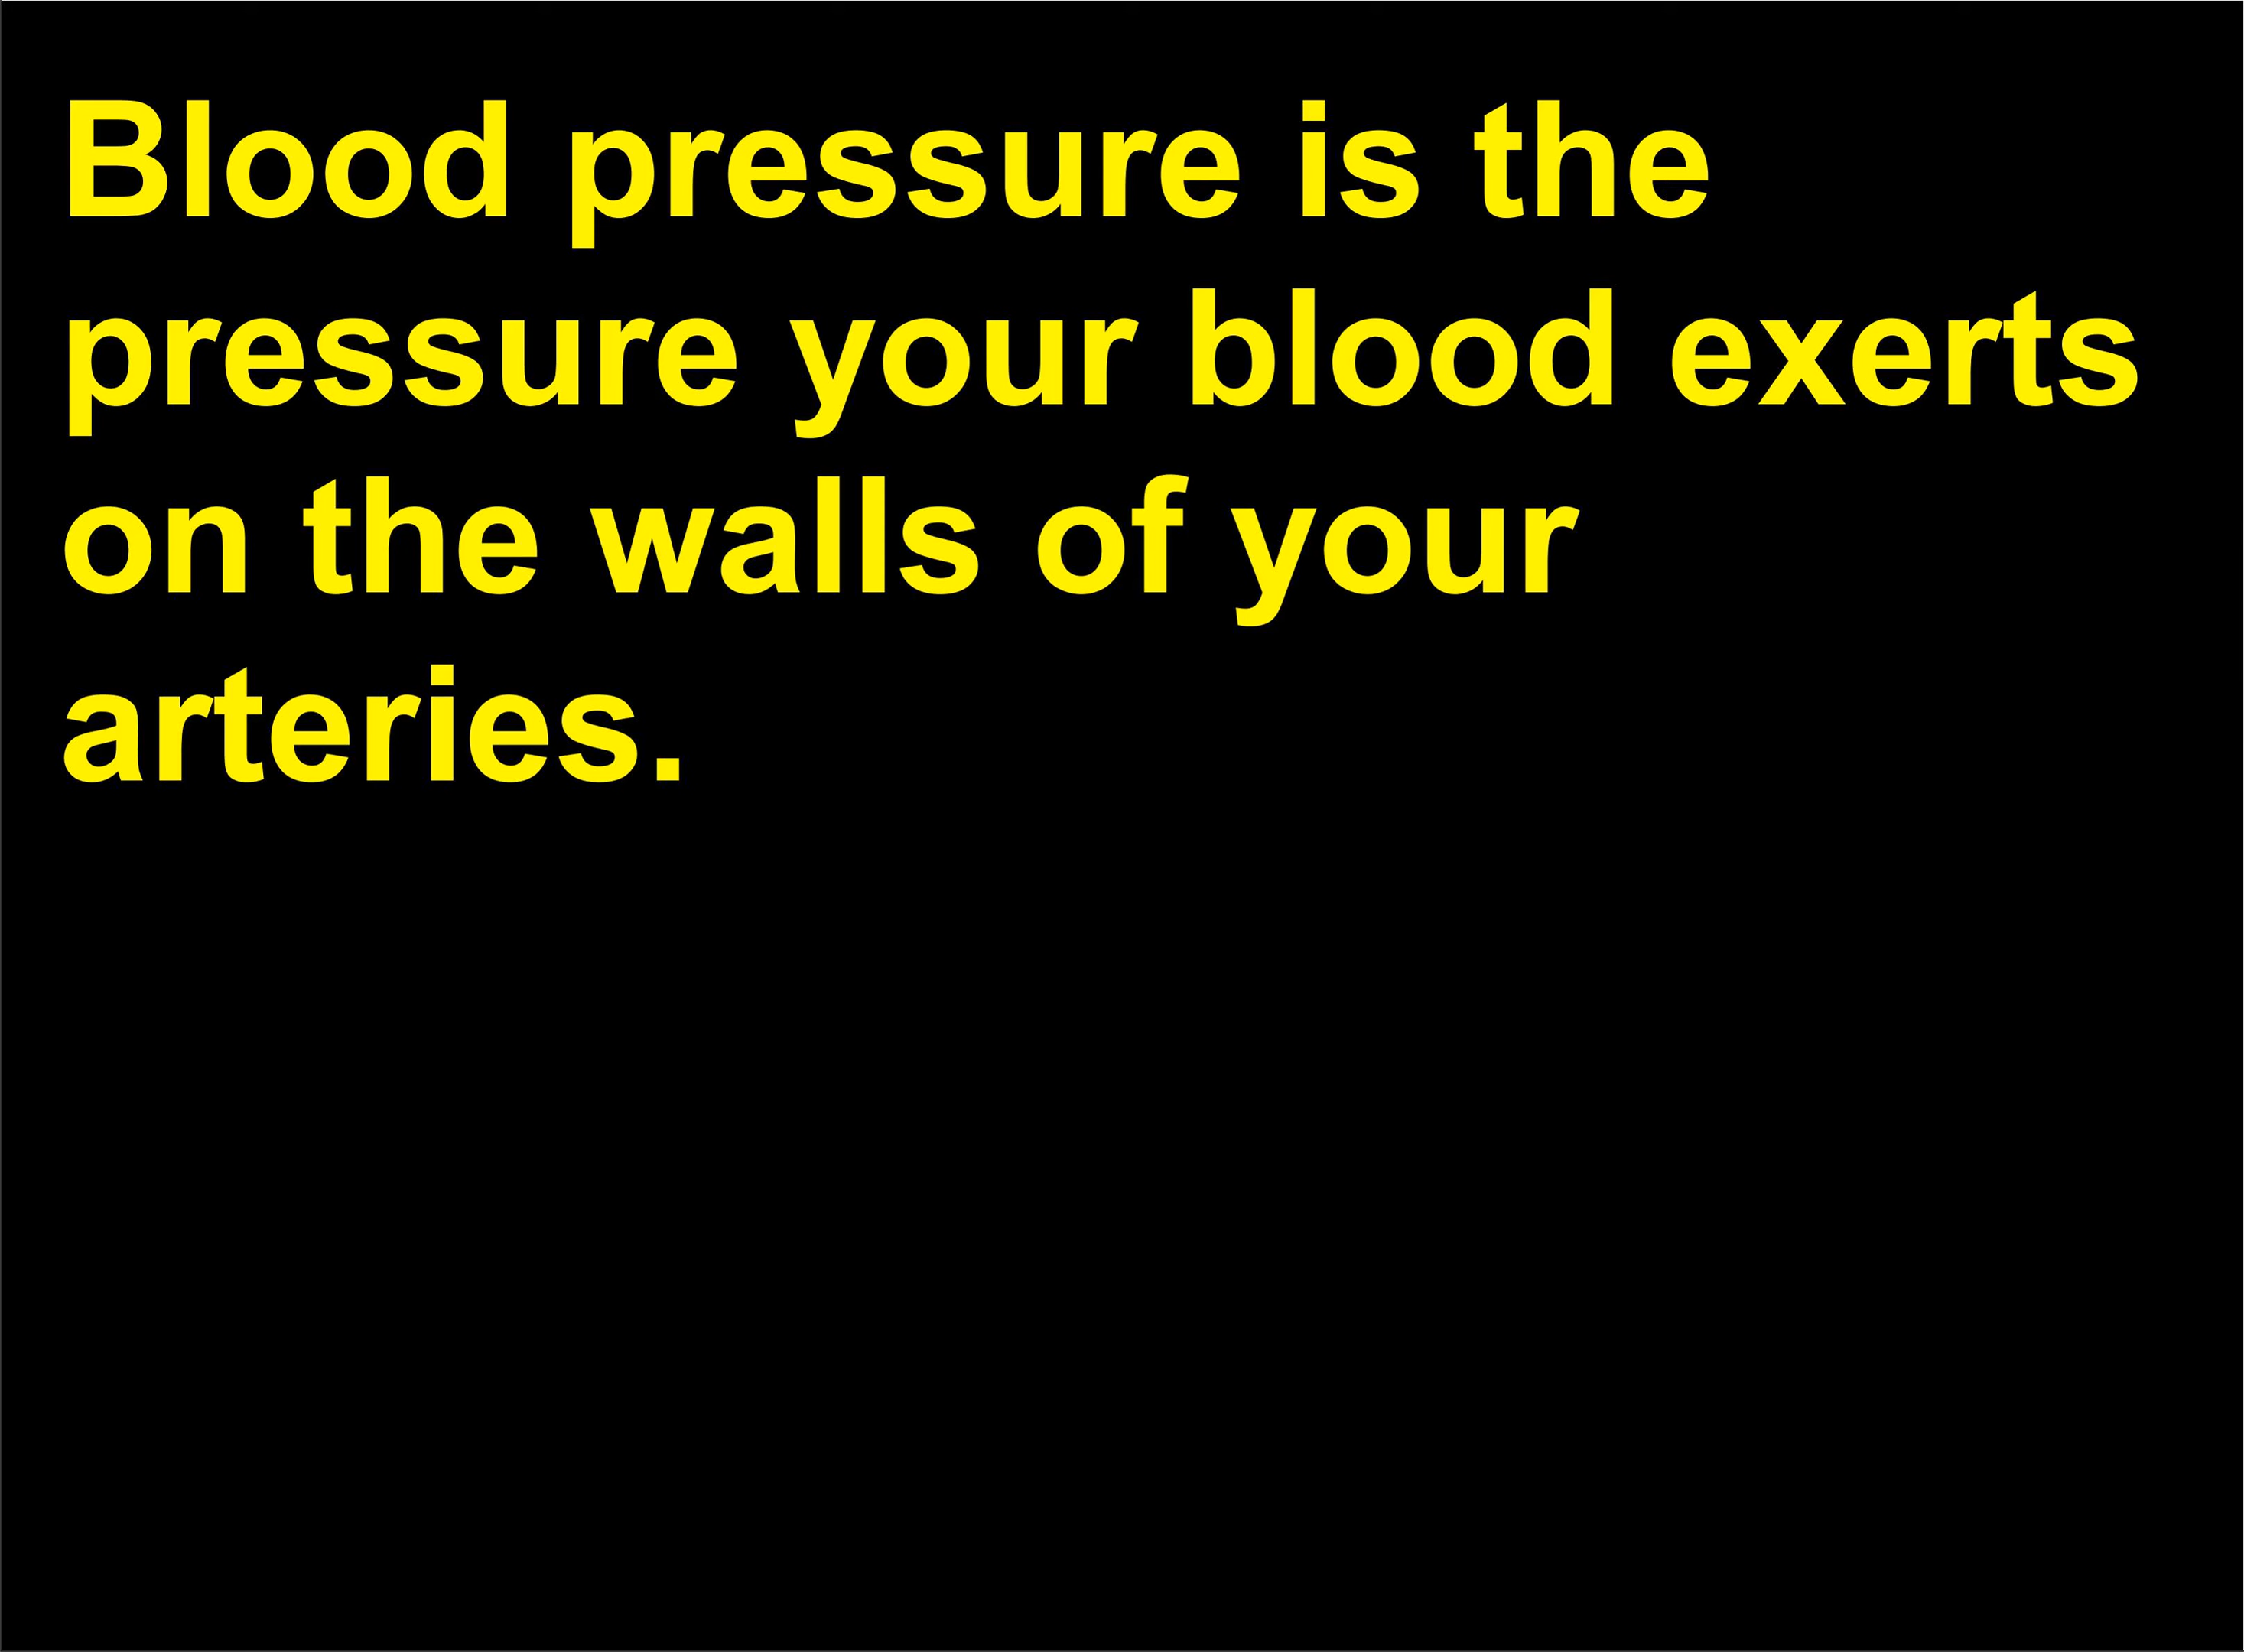 Blood pressure is the
pressure your blood exerts
on the walls of your
arteries.